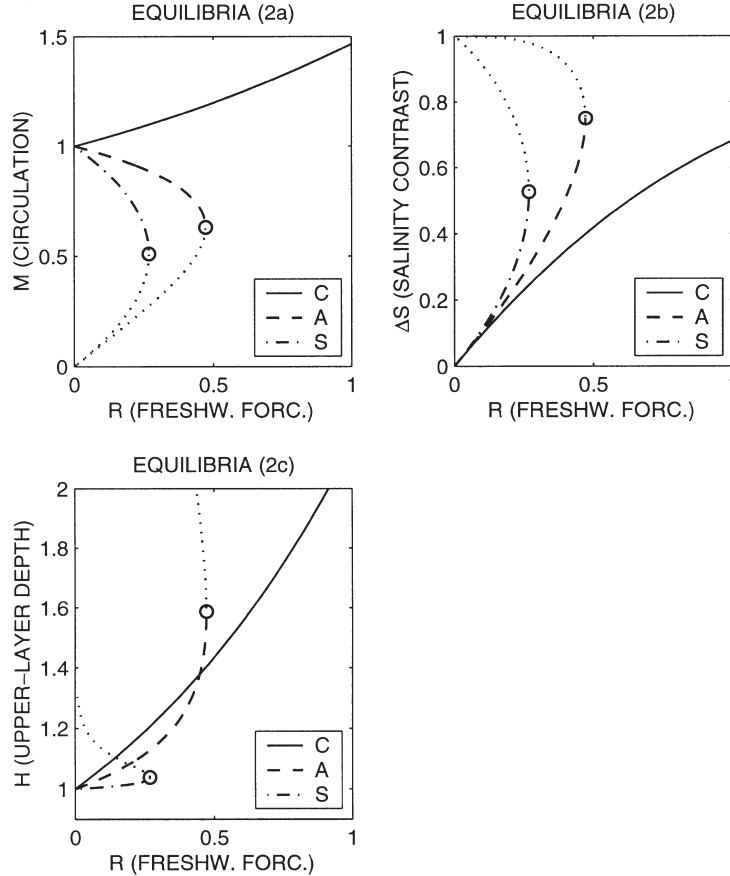 EQUILIBRIA (2a)
1.5
1
0.5
0
M (CIRCULATION)
C
A
S
0
0.5
1
R (FRESHW. FORC.)
EQUILIBRIA (2b)
1
0.8
0.6
0.4
0.2
0
ΔS (SALINITY CONTRAST)
C
A
S
0
0.5
1
R (FRESHW. FORC.)
EQUILIBRIA (2c)
2
1.8
1.6
1.4
1.2
1
H (UPPER-LAYER DEPTH)
C
A
S
0
0.5
1
R (FRESHW. FORC.)